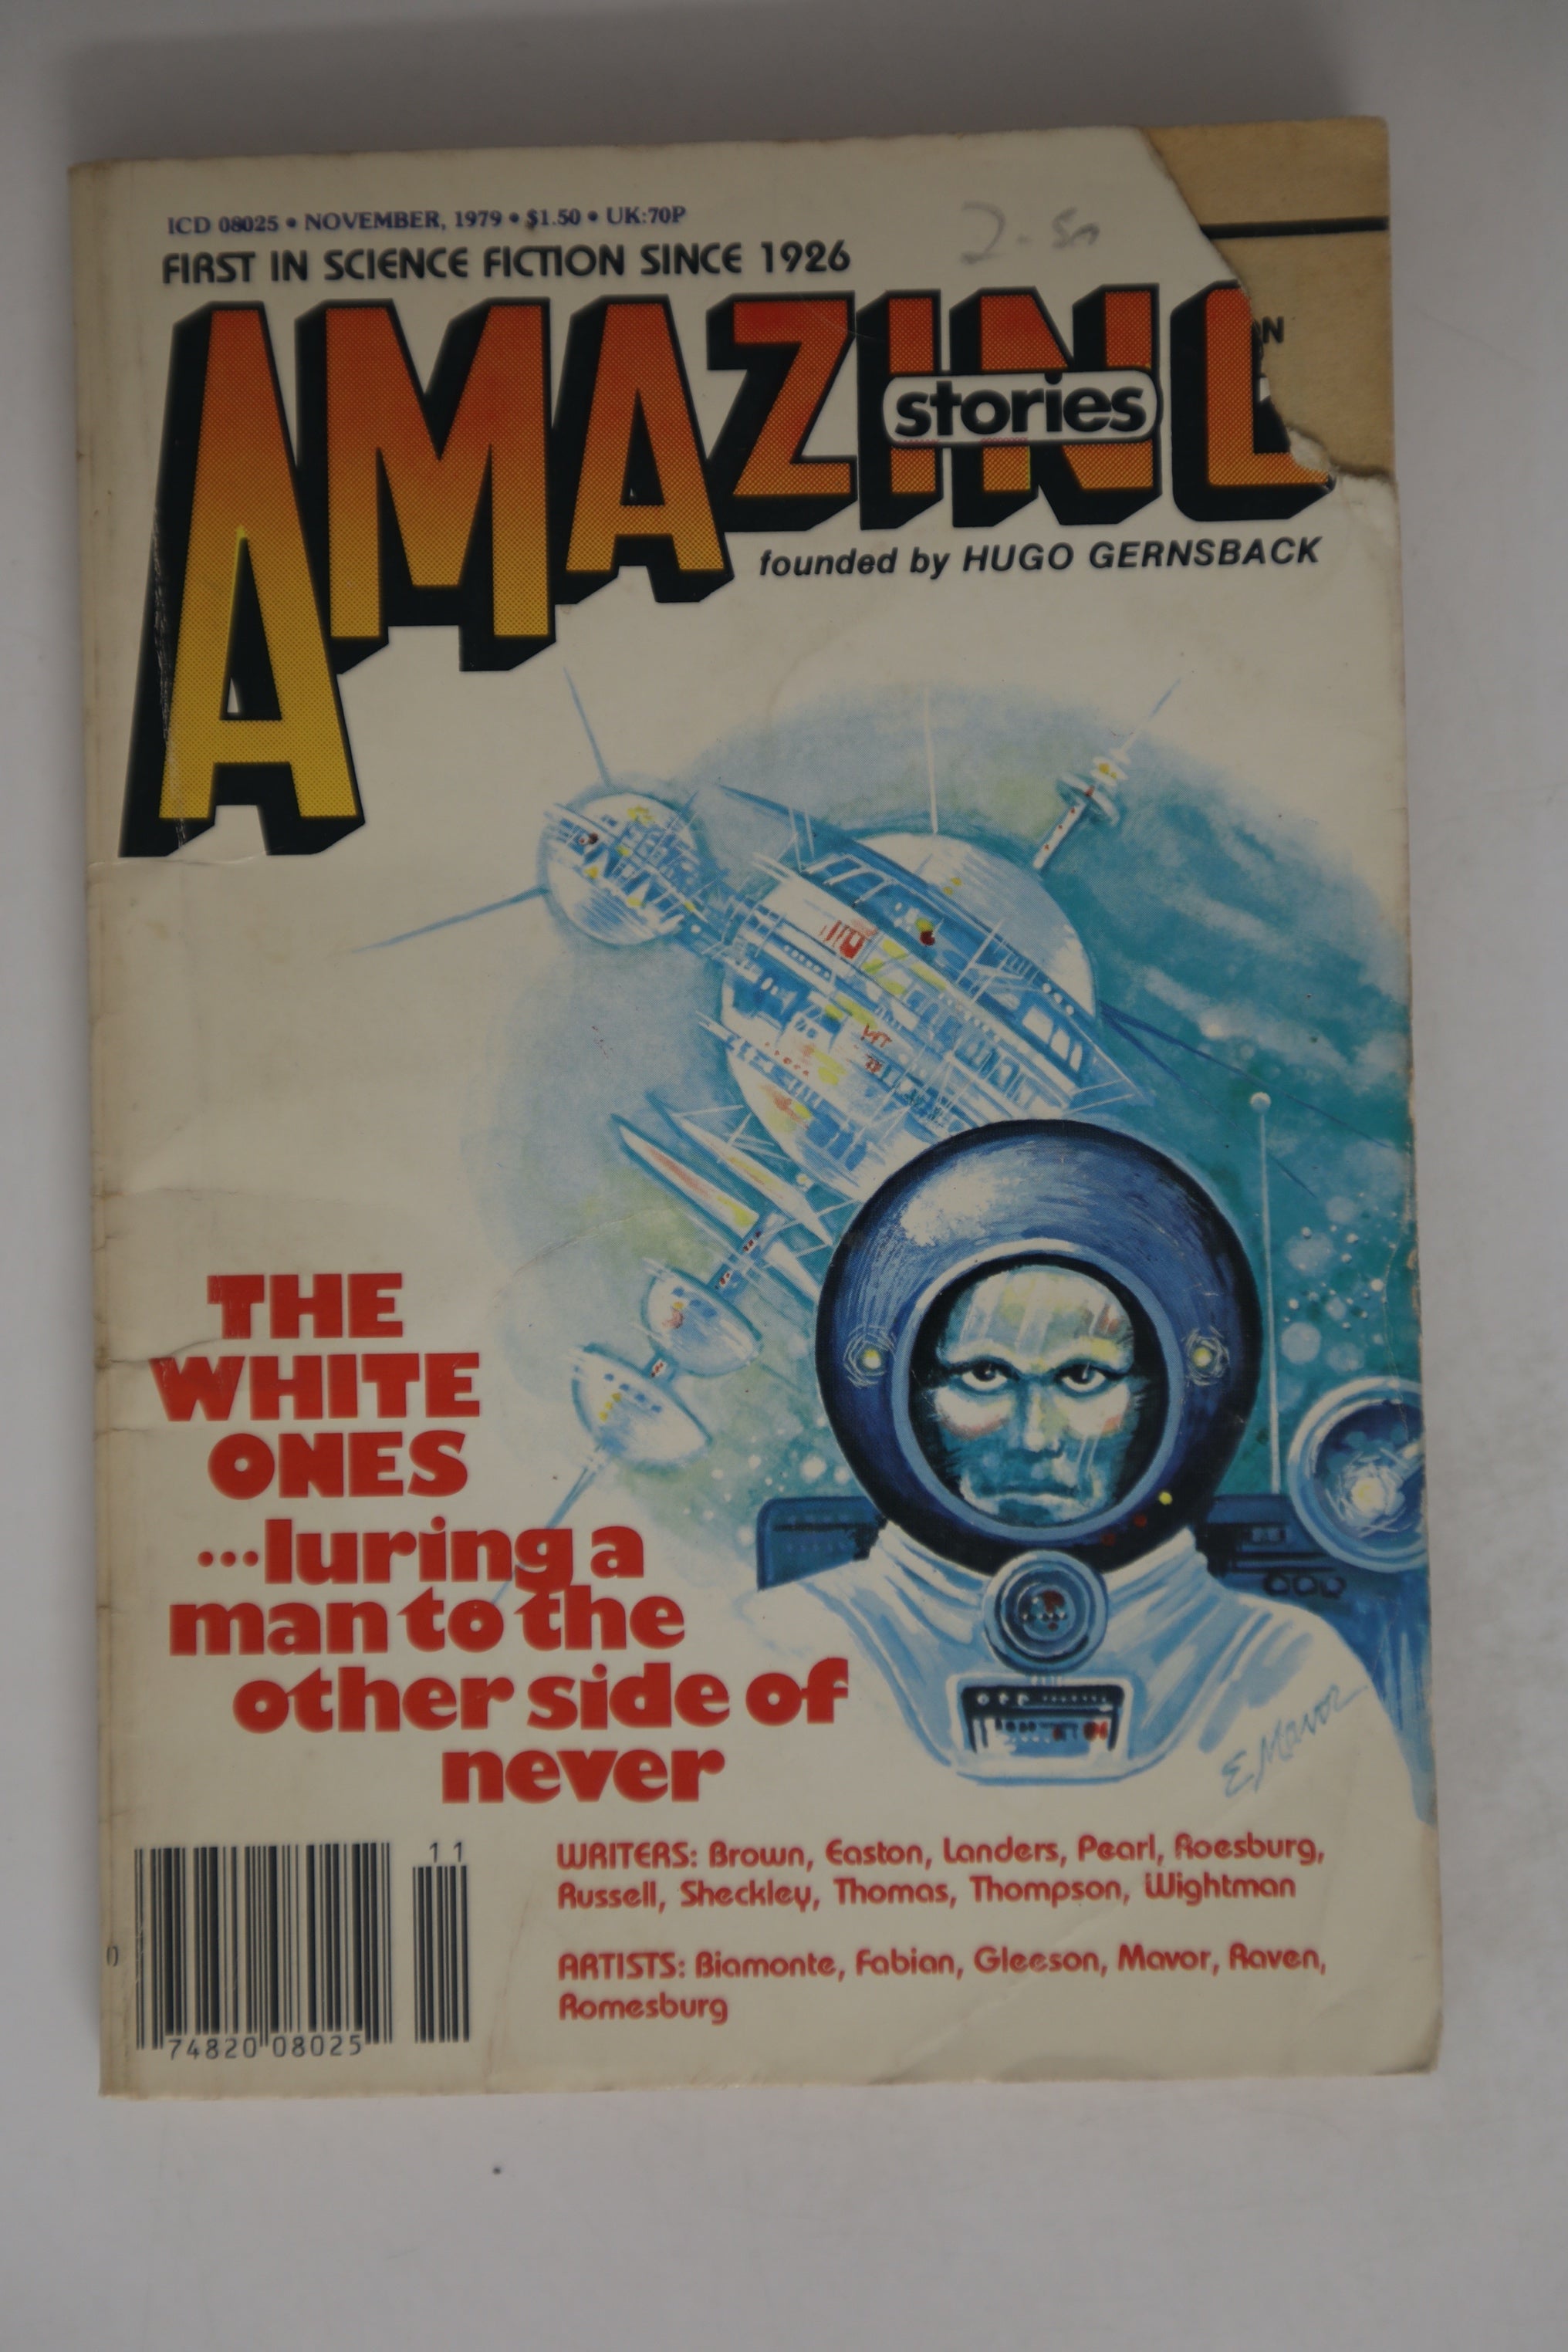 ICD 08025 • NOVEMBER, 1979 • $1.50 • UK:70P
2.50
FIRST IN SCIENCE FICTION SINCE 1926
AMAZING
stories
founded by HUGO GERNSBACK
THE
WHITE
ONES
...luring a
man to the
other side of
never
E Mavor
WRITERS: Brown, Easton, Landers, Pearl, Roesburg,
Russell, Sheckley, Thomas, Thompson, Wightman
ARTISTS: Biamonte, Fabian, Gleeson, Mavor, Raven,
Romesburg
11
0
74820 08025